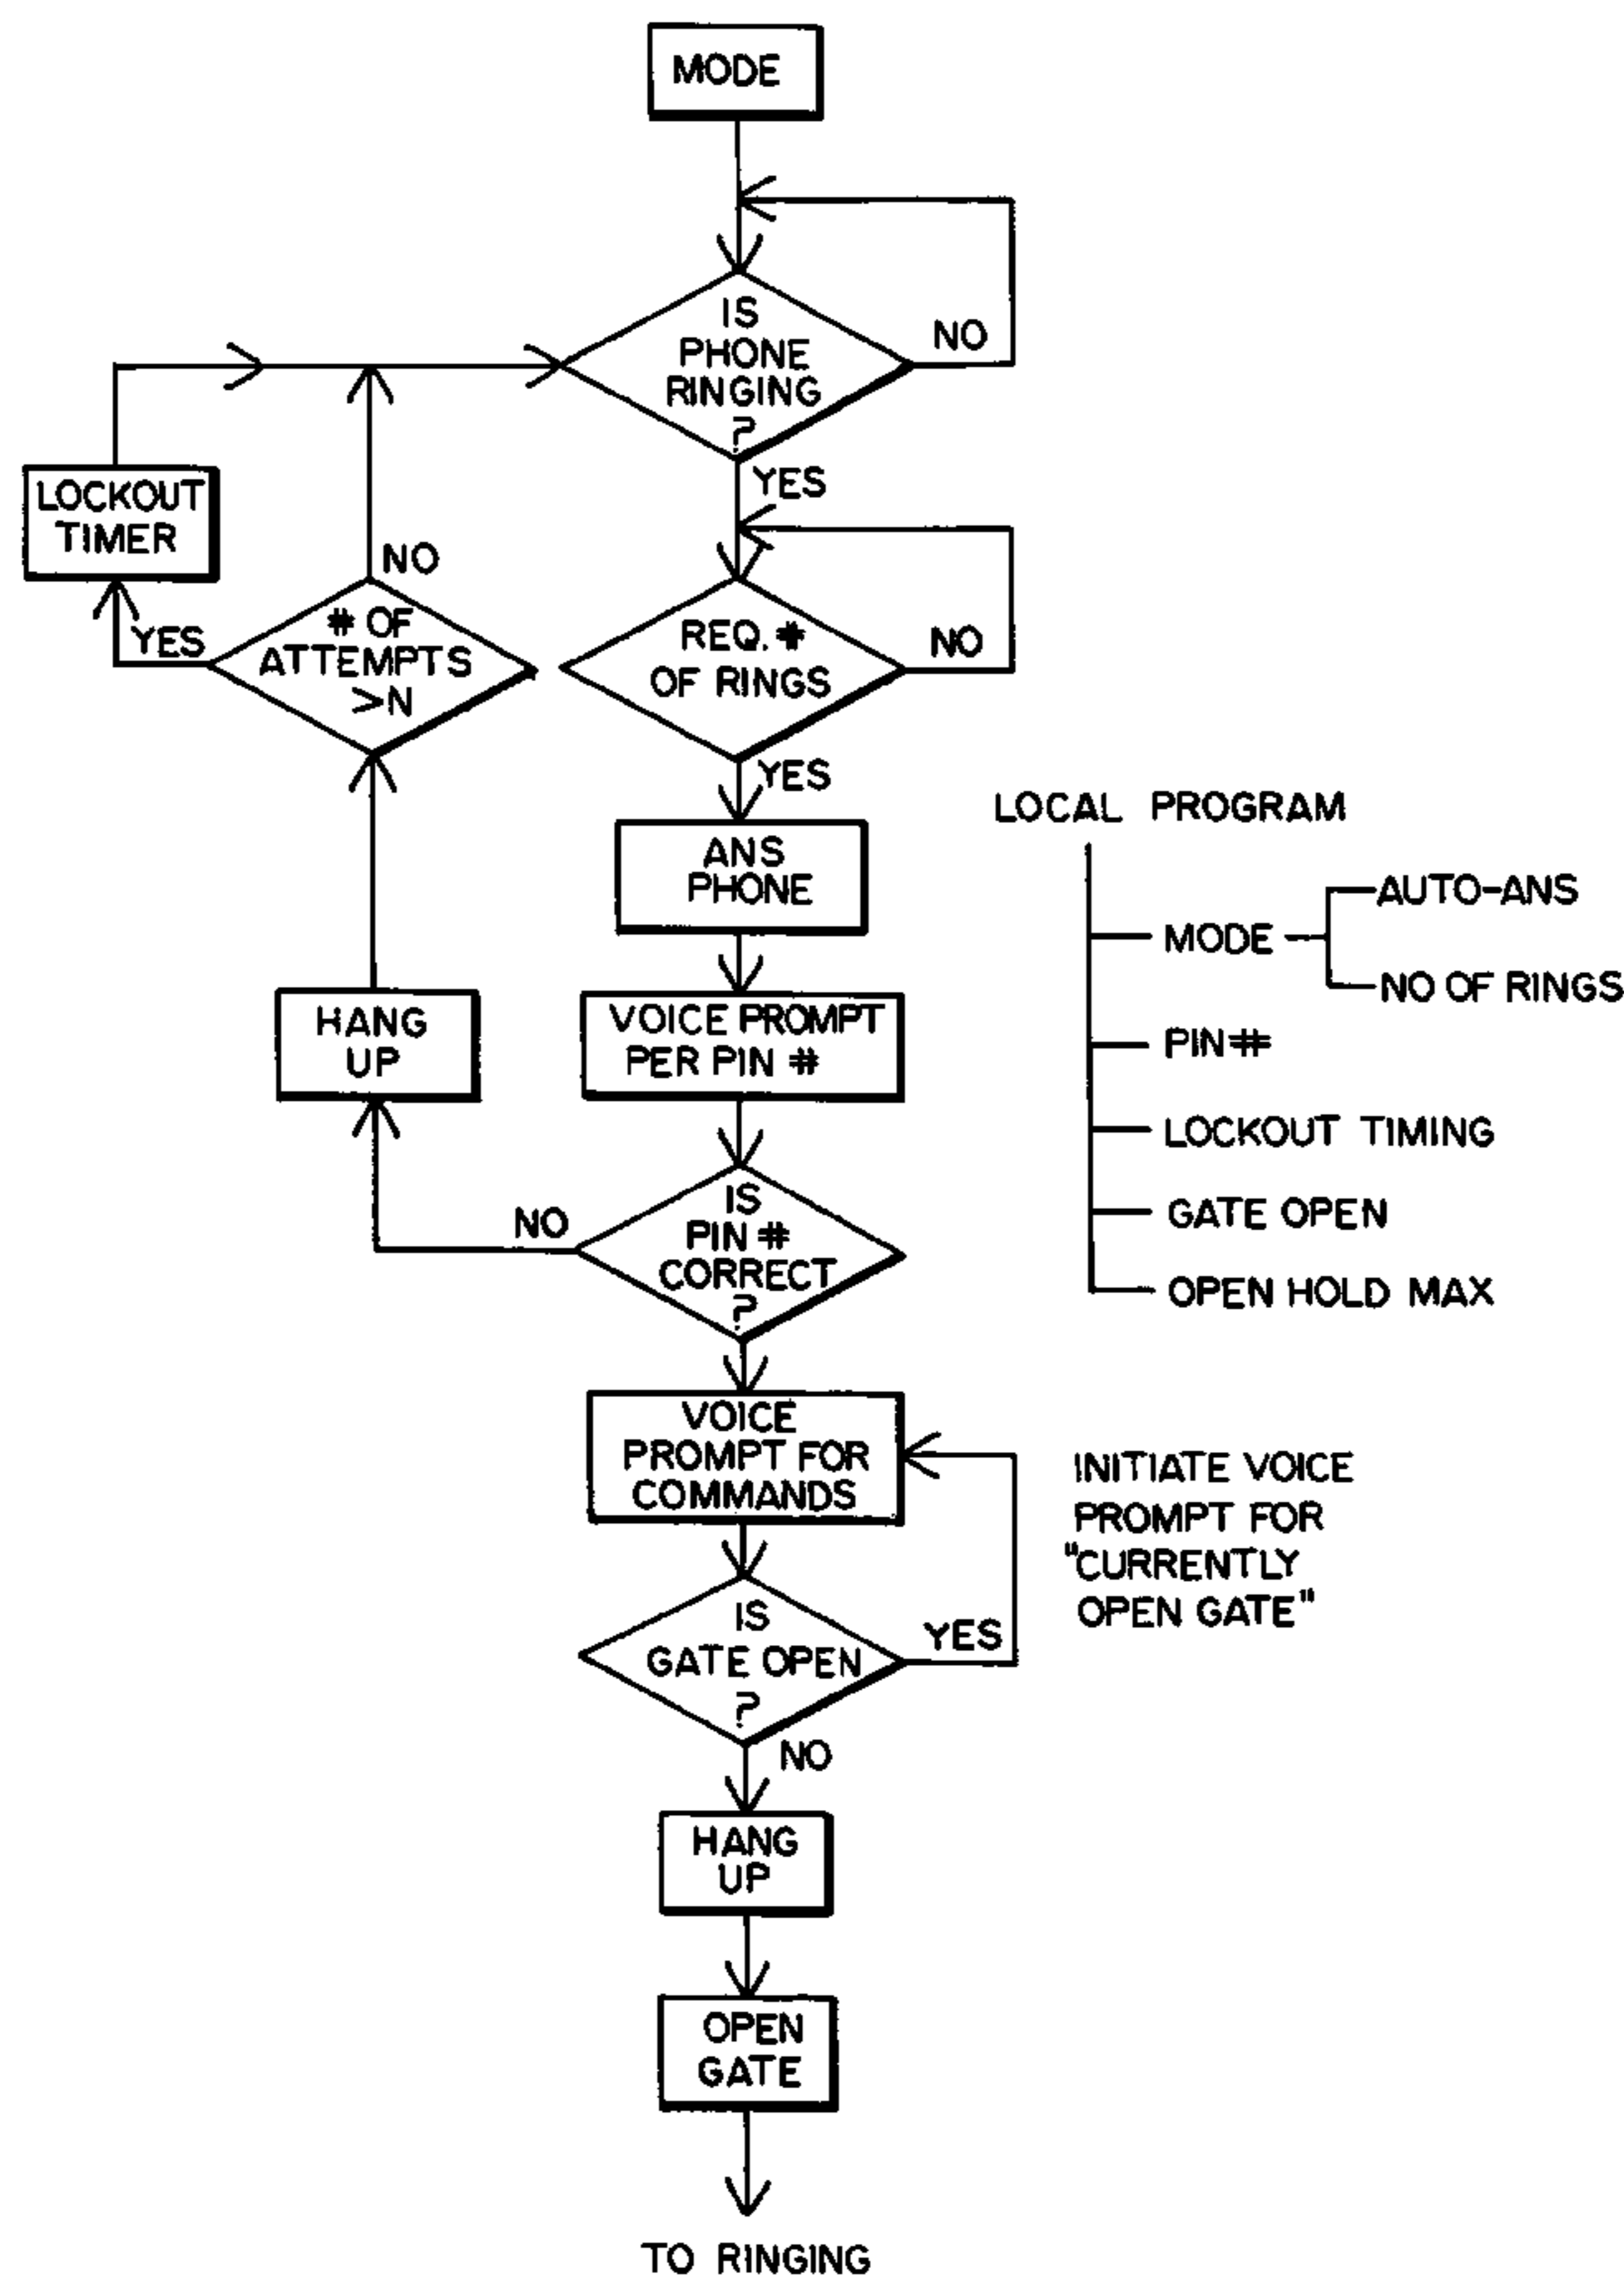 MODE
IS
PHONE
RINGING
?
NO
YES
LOCKOUT
TIMER
NO
YES
# OF
ATTEMPTS
>N
REQ. #
OF RINGS
NO
YES
ANS
PHONE
HANG
UP
VOICE PROMPT
PER PIN #
IS
PIN #
CORRECT
?
NO
VOICE
PROMPT FOR
COMMANDS
IS
GATE OPEN
?
YES
NO
HANG
UP
OPEN
GATE
TO RINGING
LOCAL PROGRAM
MODE
AUTO-ANS
NO OF RINGS
PIN#
LOCKOUT TIMING
GATE OPEN
OPEN HOLD MAX
INITIATE VOICE
PROMPT FOR
"CURRENTLY
OPEN GATE"